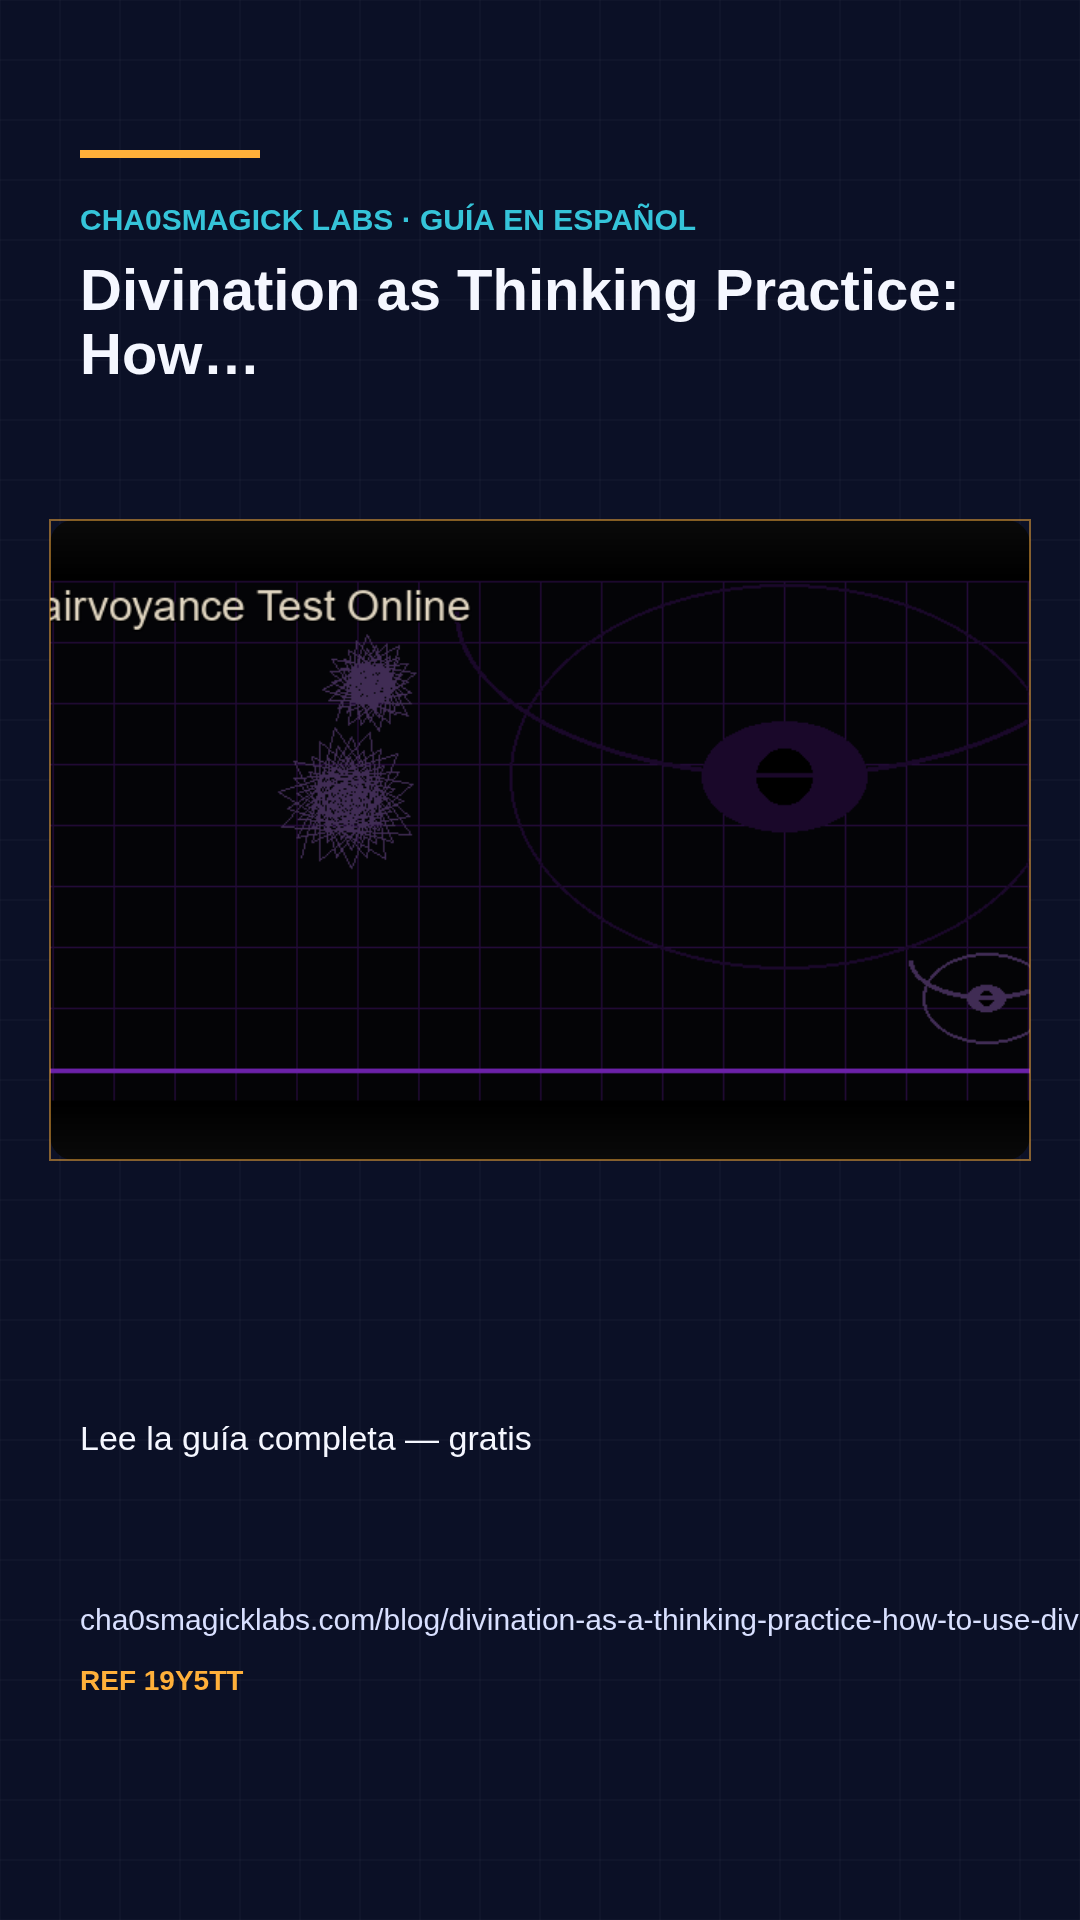 CHA0SMAGICK LABS · GUÍA EN ESPAÑOL
Divination as Thinking Practice:
How…
airvoyance Test Online
Lee la guía completa — gratis
cha0smagicklabs.com/blog/divination-as-a-thinking-practice-how-to-use-div
REF 19Y5TT